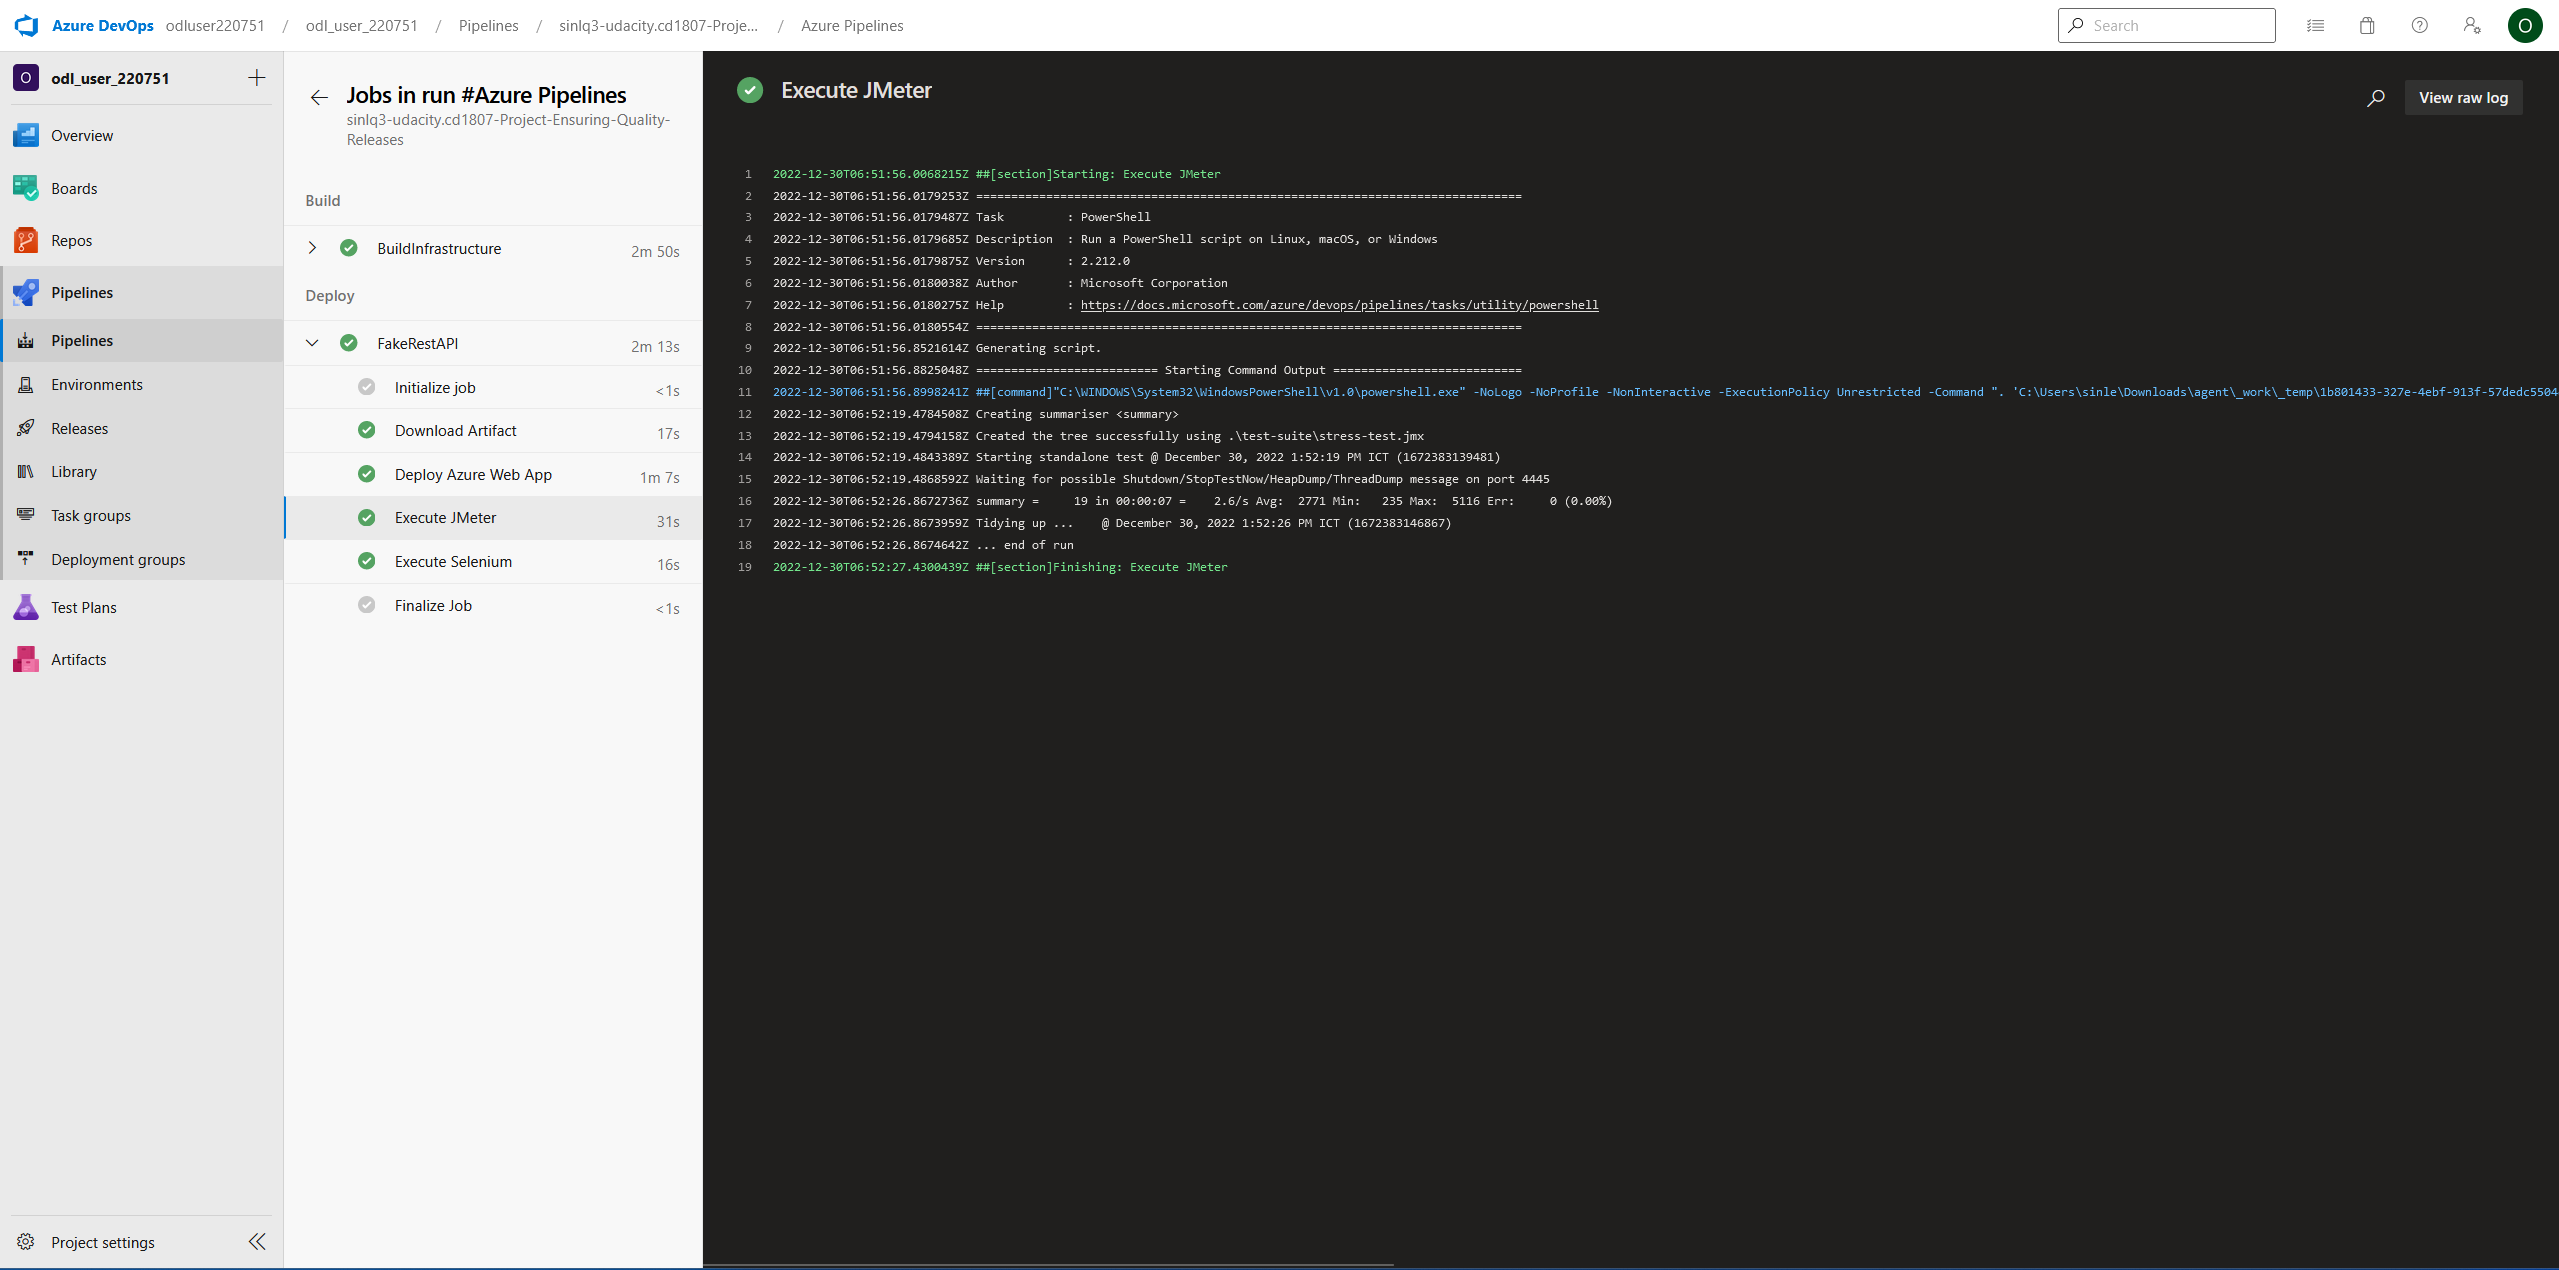 Azure DevOps odluser220751 / odl_user_220751 / Pipelines / sinlq3-udacity.cd1807-Proje... / Azure Pipelines
Search
O
O odl_user_220751
Overview
Boards
Repos
Pipelines
Pipelines
Environments
Releases
Library
Task groups
Deployment groups
Test Plans
Artifacts
Project settings
Jobs in run #Azure Pipelines
sinlq3-udacity.cd1807-Project-Ensuring-Quality-
Releases
Build
BuildInfrastructure 2m 50s
Deploy
FakeRestAPI 2m 13s
Initialize job <1s
Download Artifact 17s
Deploy Azure Web App 1m 7s
Execute JMeter 31s
Execute Selenium 16s
Finalize Job <1s
Execute JMeter
View raw log
1 2022-12-30T06:51:56.0068215Z ##[section]Starting: Execute JMeter
2 2022-12-30T06:51:56.0179253Z ==============================================================================
3 2022-12-30T06:51:56.0179487Z Task         : PowerShell
4 2022-12-30T06:51:56.0179685Z Description  : Run a PowerShell script on Linux, macOS, or Windows
5 2022-12-30T06:51:56.0179875Z Version      : 2.212.0
6 2022-12-30T06:51:56.0180038Z Author       : Microsoft Corporation
7 2022-12-30T06:51:56.0180275Z Help         : https://docs.microsoft.com/azure/devops/pipelines/tasks/utility/powershell
8 2022-12-30T06:51:56.0180554Z ==============================================================================
9 2022-12-30T06:51:56.8521614Z Generating script.
10 2022-12-30T06:51:56.8825048Z ========================== Starting Command Output ===========================
11 2022-12-30T06:51:56.8998241Z ##[command]"C:\WINDOWS\System32\WindowsPowerShell\v1.0\powershell.exe" -NoLogo -NoProfile -NonInteractive -ExecutionPolicy Unrestricted -Command ". 'C:\Users\sinle\Downloads\agent\_work\_temp\1b801433-327e-4ebf-913f-57dedc5504
12 2022-12-30T06:52:19.4784508Z Creating summariser <summary>
13 2022-12-30T06:52:19.4794158Z Created the tree successfully using .\test-suite\stress-test.jmx
14 2022-12-30T06:52:19.4843389Z Starting standalone test @ December 30, 2022 1:52:19 PM ICT (1672383139481)
15 2022-12-30T06:52:19.4868592Z Waiting for possible Shutdown/StopTestNow/HeapDump/ThreadDump message on port 4445
16 2022-12-30T06:52:26.8672736Z summary =     19 in 00:00:07 =    2.6/s Avg:  2771 Min:   235 Max:  5116 Err:     0 (0.00%)
17 2022-12-30T06:52:26.8673959Z Tidying up ...    @ December 30, 2022 1:52:26 PM ICT (1672383146867)
18 2022-12-30T06:52:26.8674642Z ... end of run
19 2022-12-30T06:52:27.4300439Z ##[section]Finishing: Execute JMeter